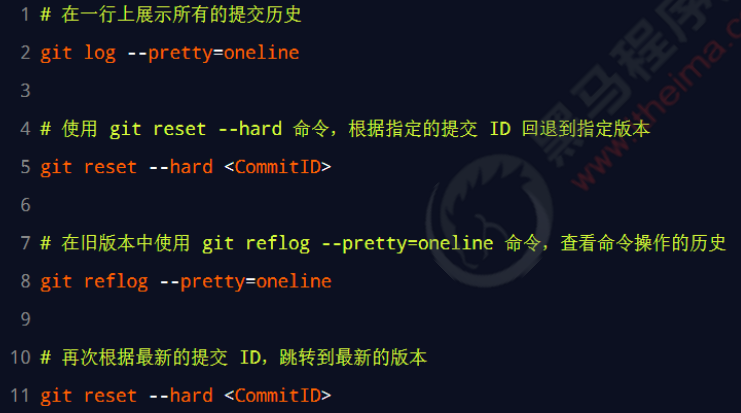 1 # 在一行上展示所有的提交历史
2 git log --pretty=oneline
3
4 # 使用 git reset --hard 命令，根据指定的提交 ID 回退到指定版本
5 git reset --hard <CommitID>
6
7 # 在旧版本中使用 git reflog --pretty=oneline 命令，查看命令操作的历史
8 git reflog --pretty=oneline
9
10 # 再次根据最新的提交 ID，跳转到最新的版本
11 git reset --hard <CommitID>
黑马程序